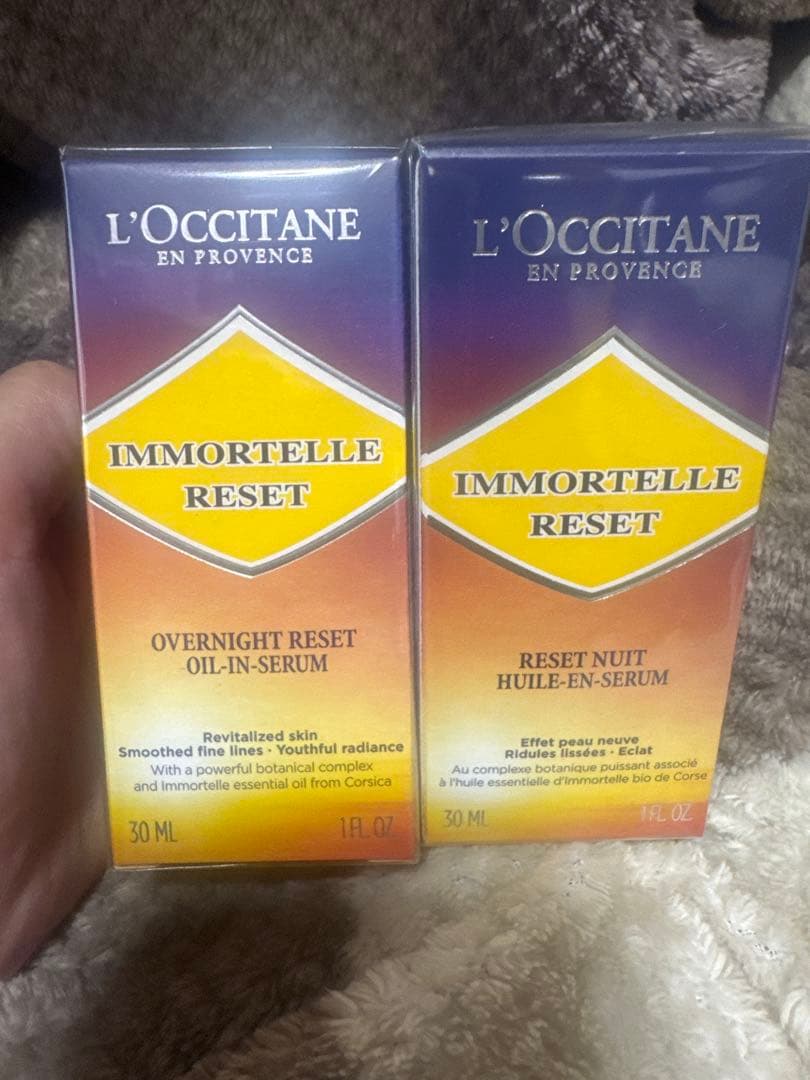 L'OCCITANE
EN PROVENCE
IMMORTELLE
RESET
OVERNIGHT RESET
OIL-IN-SERUM
Revitalized skin
Smoothed fine lines · Youthful radiance
With a powerful botanical complex
and Immortelle essential oil from Corsica
30 ML 1 FL OZ
L'OCCITANE
EN PROVENCE
IMMORTELLE
RESET
RESET NUIT
HUILE-EN-SERUM
Effet peau neuve
Ridules lissées · Eclat
Au complexe botanique puissant associé
à l'huile essentielle d'Immortelle bio de Corse
30 ML 1 FL OZ